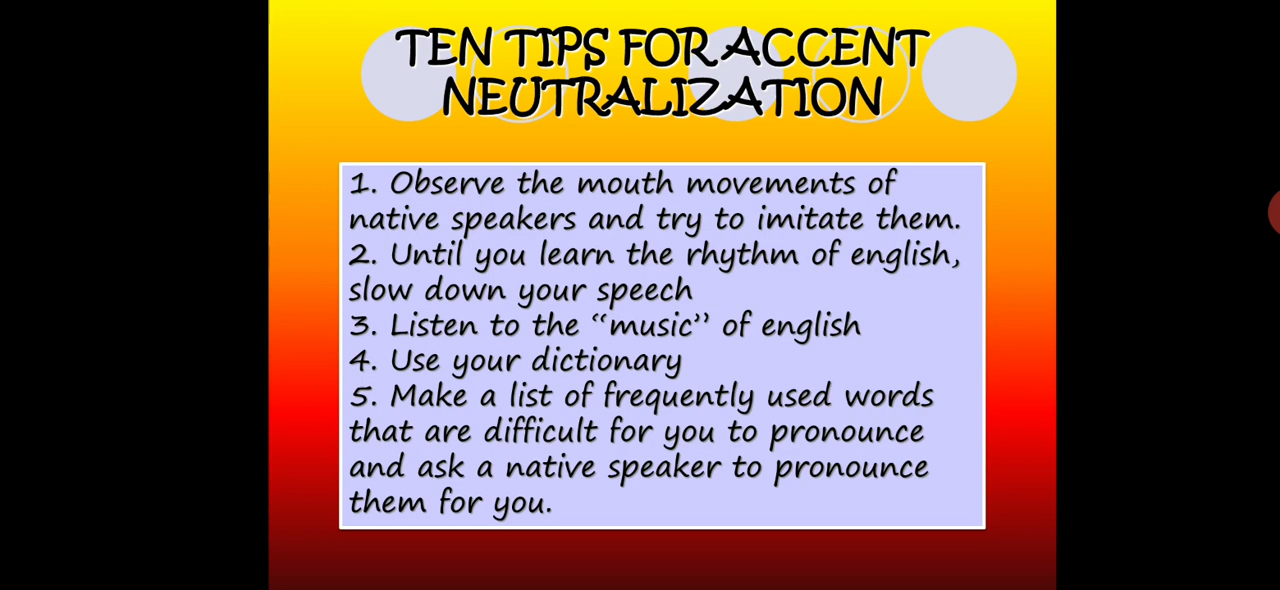 TEN TIPS FOR ACCENT
NEUTRALIZATION
1. Observe the mouth movements of
native speakers and try to imitate them.
2. Until you learn the rhythm of english,
slow down your speech
3. Listen to the “music” of english
4. Use your dictionary
5. Make a list of frequently used words
that are difficult for you to pronounce
and ask a native speaker to pronounce
them for you.